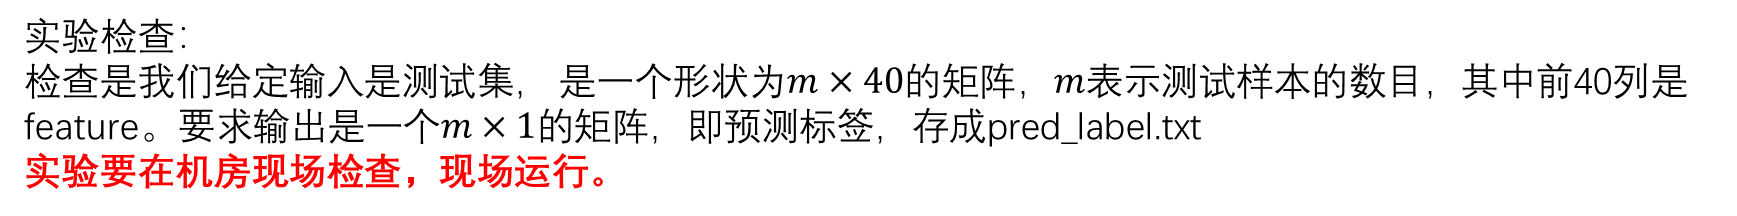 实验检查：
检查是我们给定输入是测试集， 是一个形状为m × 40的矩阵，m表示测试样本的数目，其中前40列是
feature。要求输出是一个m × 1的矩阵，即预测标签，存成pred_label.txt
实验要在机房现场检查，现场运行。